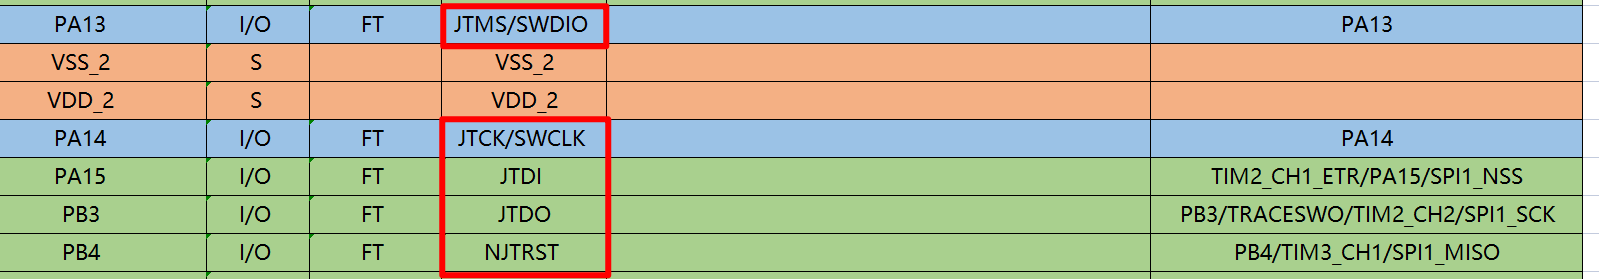 PA13 I/O FT JTMS/SWDIO PA13
VSS_2 S VSS_2
VDD_2 S VDD_2
PA14 I/O FT JTCK/SWCLK PA14
PA15 I/O FT JTDI TIM2_CH1_ETR/PA15/SPI1_NSS
PB3 I/O FT JTDO PB3/TRACESWO/TIM2_CH2/SPI1_SCK
PB4 I/O FT NJTRST PB4/TIM3_CH1/SPI1_MISO